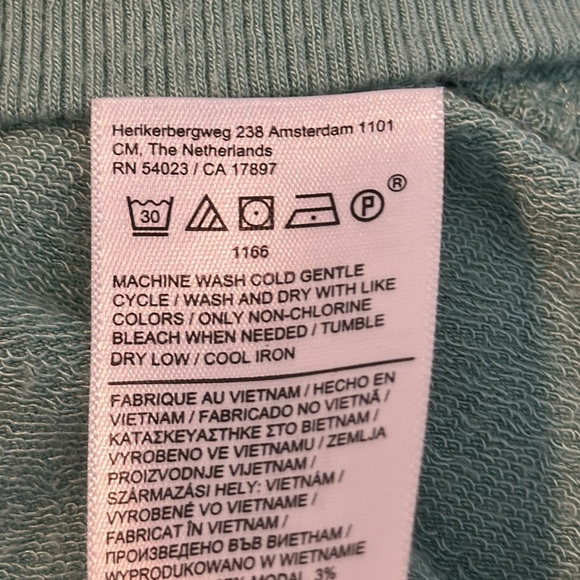 Herikerbergweg 238 Amsterdam 1101
CM, The Netherlands
RN 54023 / CA 17897
30 P ®
1166
MACHINE WASH COLD GENTLE
CYCLE / WASH AND DRY WITH LIKE
COLORS / ONLY NON-CHLORINE
BLEACH WHEN NEEDED / TUMBLE
DRY LOW / COOL IRON
FABRIQUE AU VIETNAM / HECHO EN
VIETNAM / FABRICADO NO VIETNÃ /
ΚΑΤΑΣΚΕΥΑΣΤΗΚΕ ΣΤΟ ΒΙΕΤΝΑΜ /
VYROBENO VE VIETNAMU / ZEMLJA
PROIZVODNJE VIJETNAM /
SZÁRMAZÁSI HELY: VIETNÁM /
VYROBENÉ VO VIETNAME /
FABRICAT ÎN VIETNAM /
ПРОИЗВЕДЕНО ВЪВ ВИЕТНАМ /
WYPRODUKOWANO W WIETNAMIE
MODAL, 3%